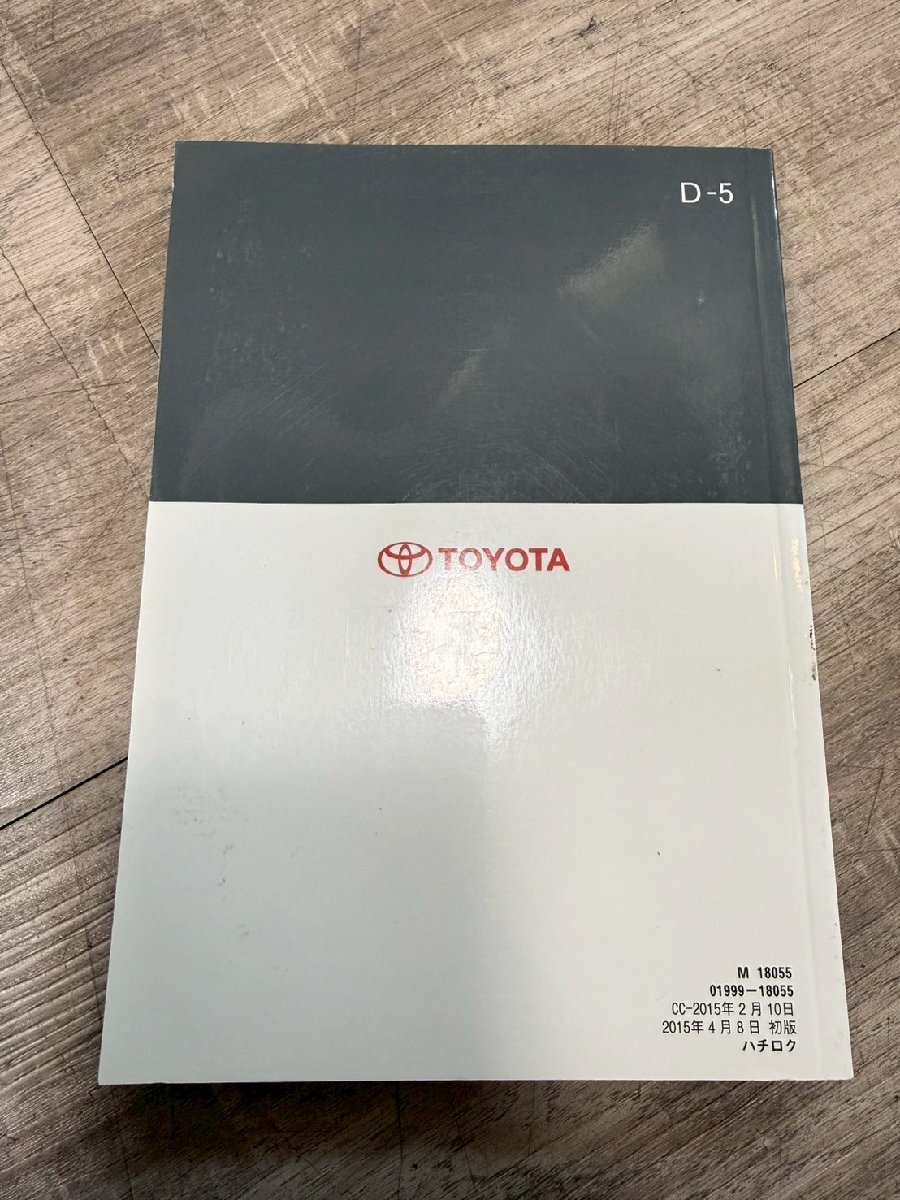 D-5
TOYOTA
M 18055
01999-18055
CC-2015年2月10日
2015年4月8日 初版
ハチロク